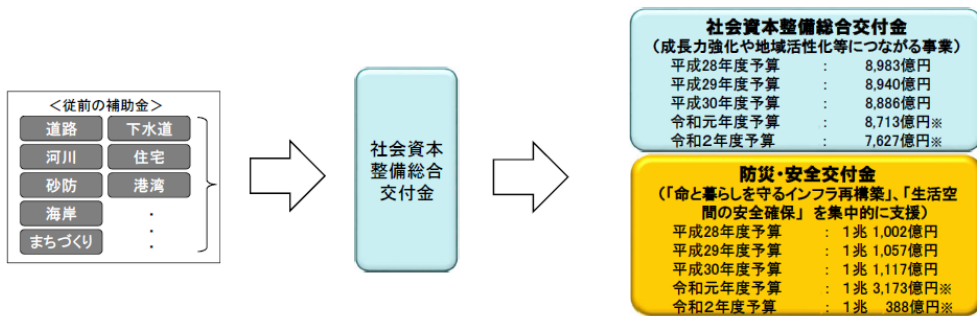 ＜従前の補助金＞
道路
下水道
河川
住宅
砂防
港湾
海岸
まちづくり
・
・
・
社会資本
整備総合
交付金
社会資本整備総合交付金
（成長力強化や地域活性化等につながる事業）
平成28年度予算 ： 8,983億円
平成29年度予算 ： 8,940億円
平成30年度予算 ： 8,886億円
令和元年度予算 ： 8,713億円※
令和２年度予算 ： 7,627億円※
防災・安全交付金
（「命と暮らしを守るインフラ再構築」、「生活空
間の安全確保」 を集中的に支援）
平成28年度予算 ： 1兆 1,002億円
平成29年度予算 ： 1兆 1,057億円
平成30年度予算 ： 1兆 1,117億円
令和元年度予算 ： 1兆 3,173億円※
令和２年度予算 ： 1兆 388億円※